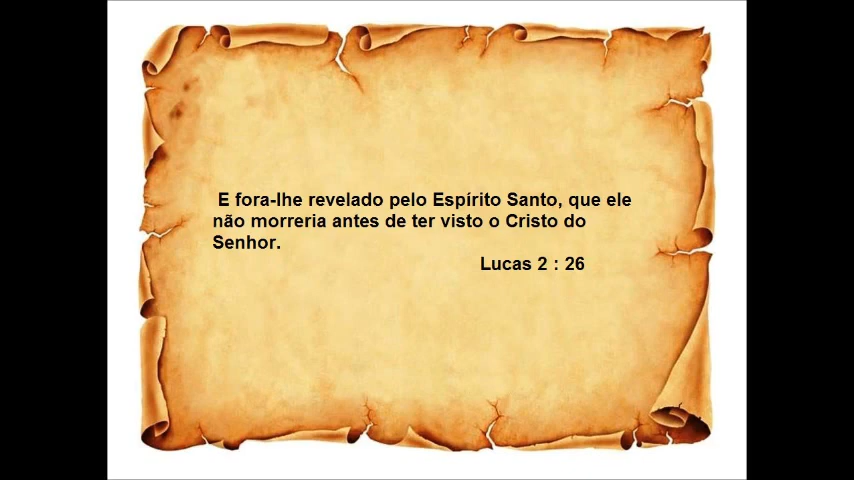 E fora-lhe revelado pelo Espírito Santo, que ele
não morreria antes de ter visto o Cristo do
Senhor.
Lucas 2 : 26